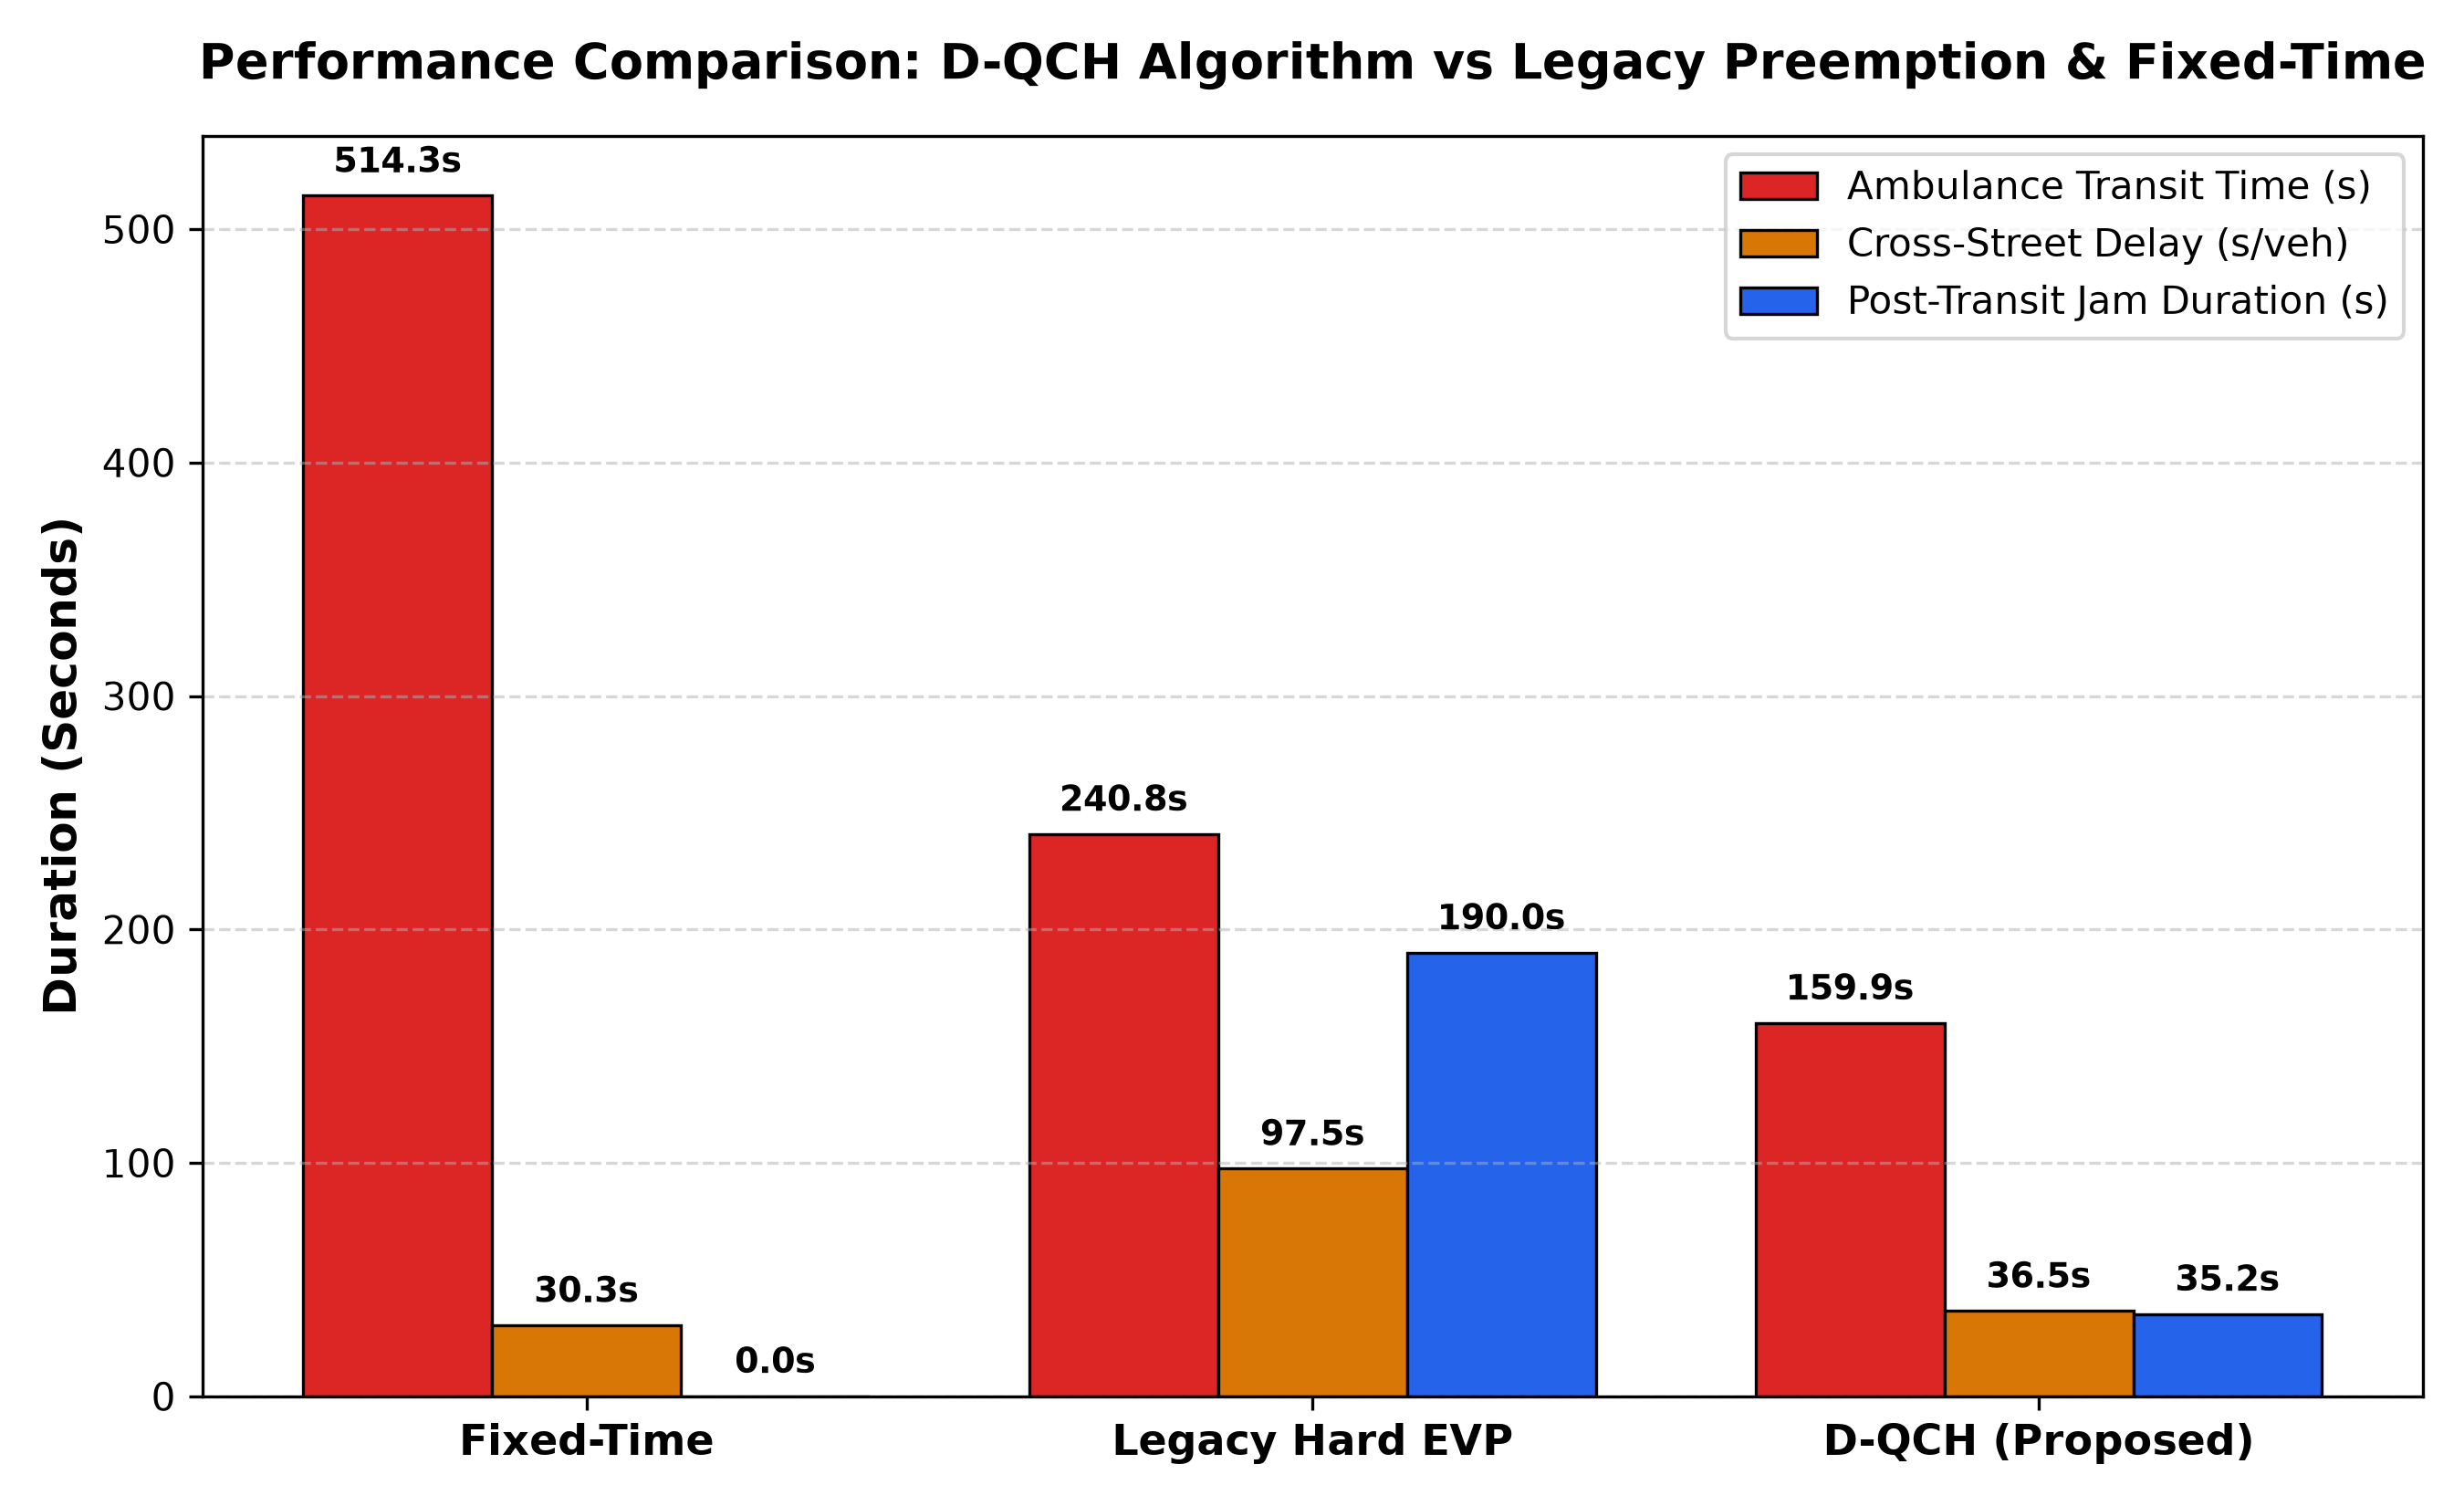 Performance Comparison: D-QCH Algorithm vs Legacy Preemption & Fixed-Time
Ambulance Transit Time (s)
Cross-Street Delay (s/veh)
Post-Transit Jam Duration (s)
Duration (Seconds)
500
400
300
200
100
0
514.3s
30.3s
0.0s
240.8s
97.5s
190.0s
159.9s
36.5s
35.2s
Fixed-Time
Legacy Hard EVP
D-QCH (Proposed)